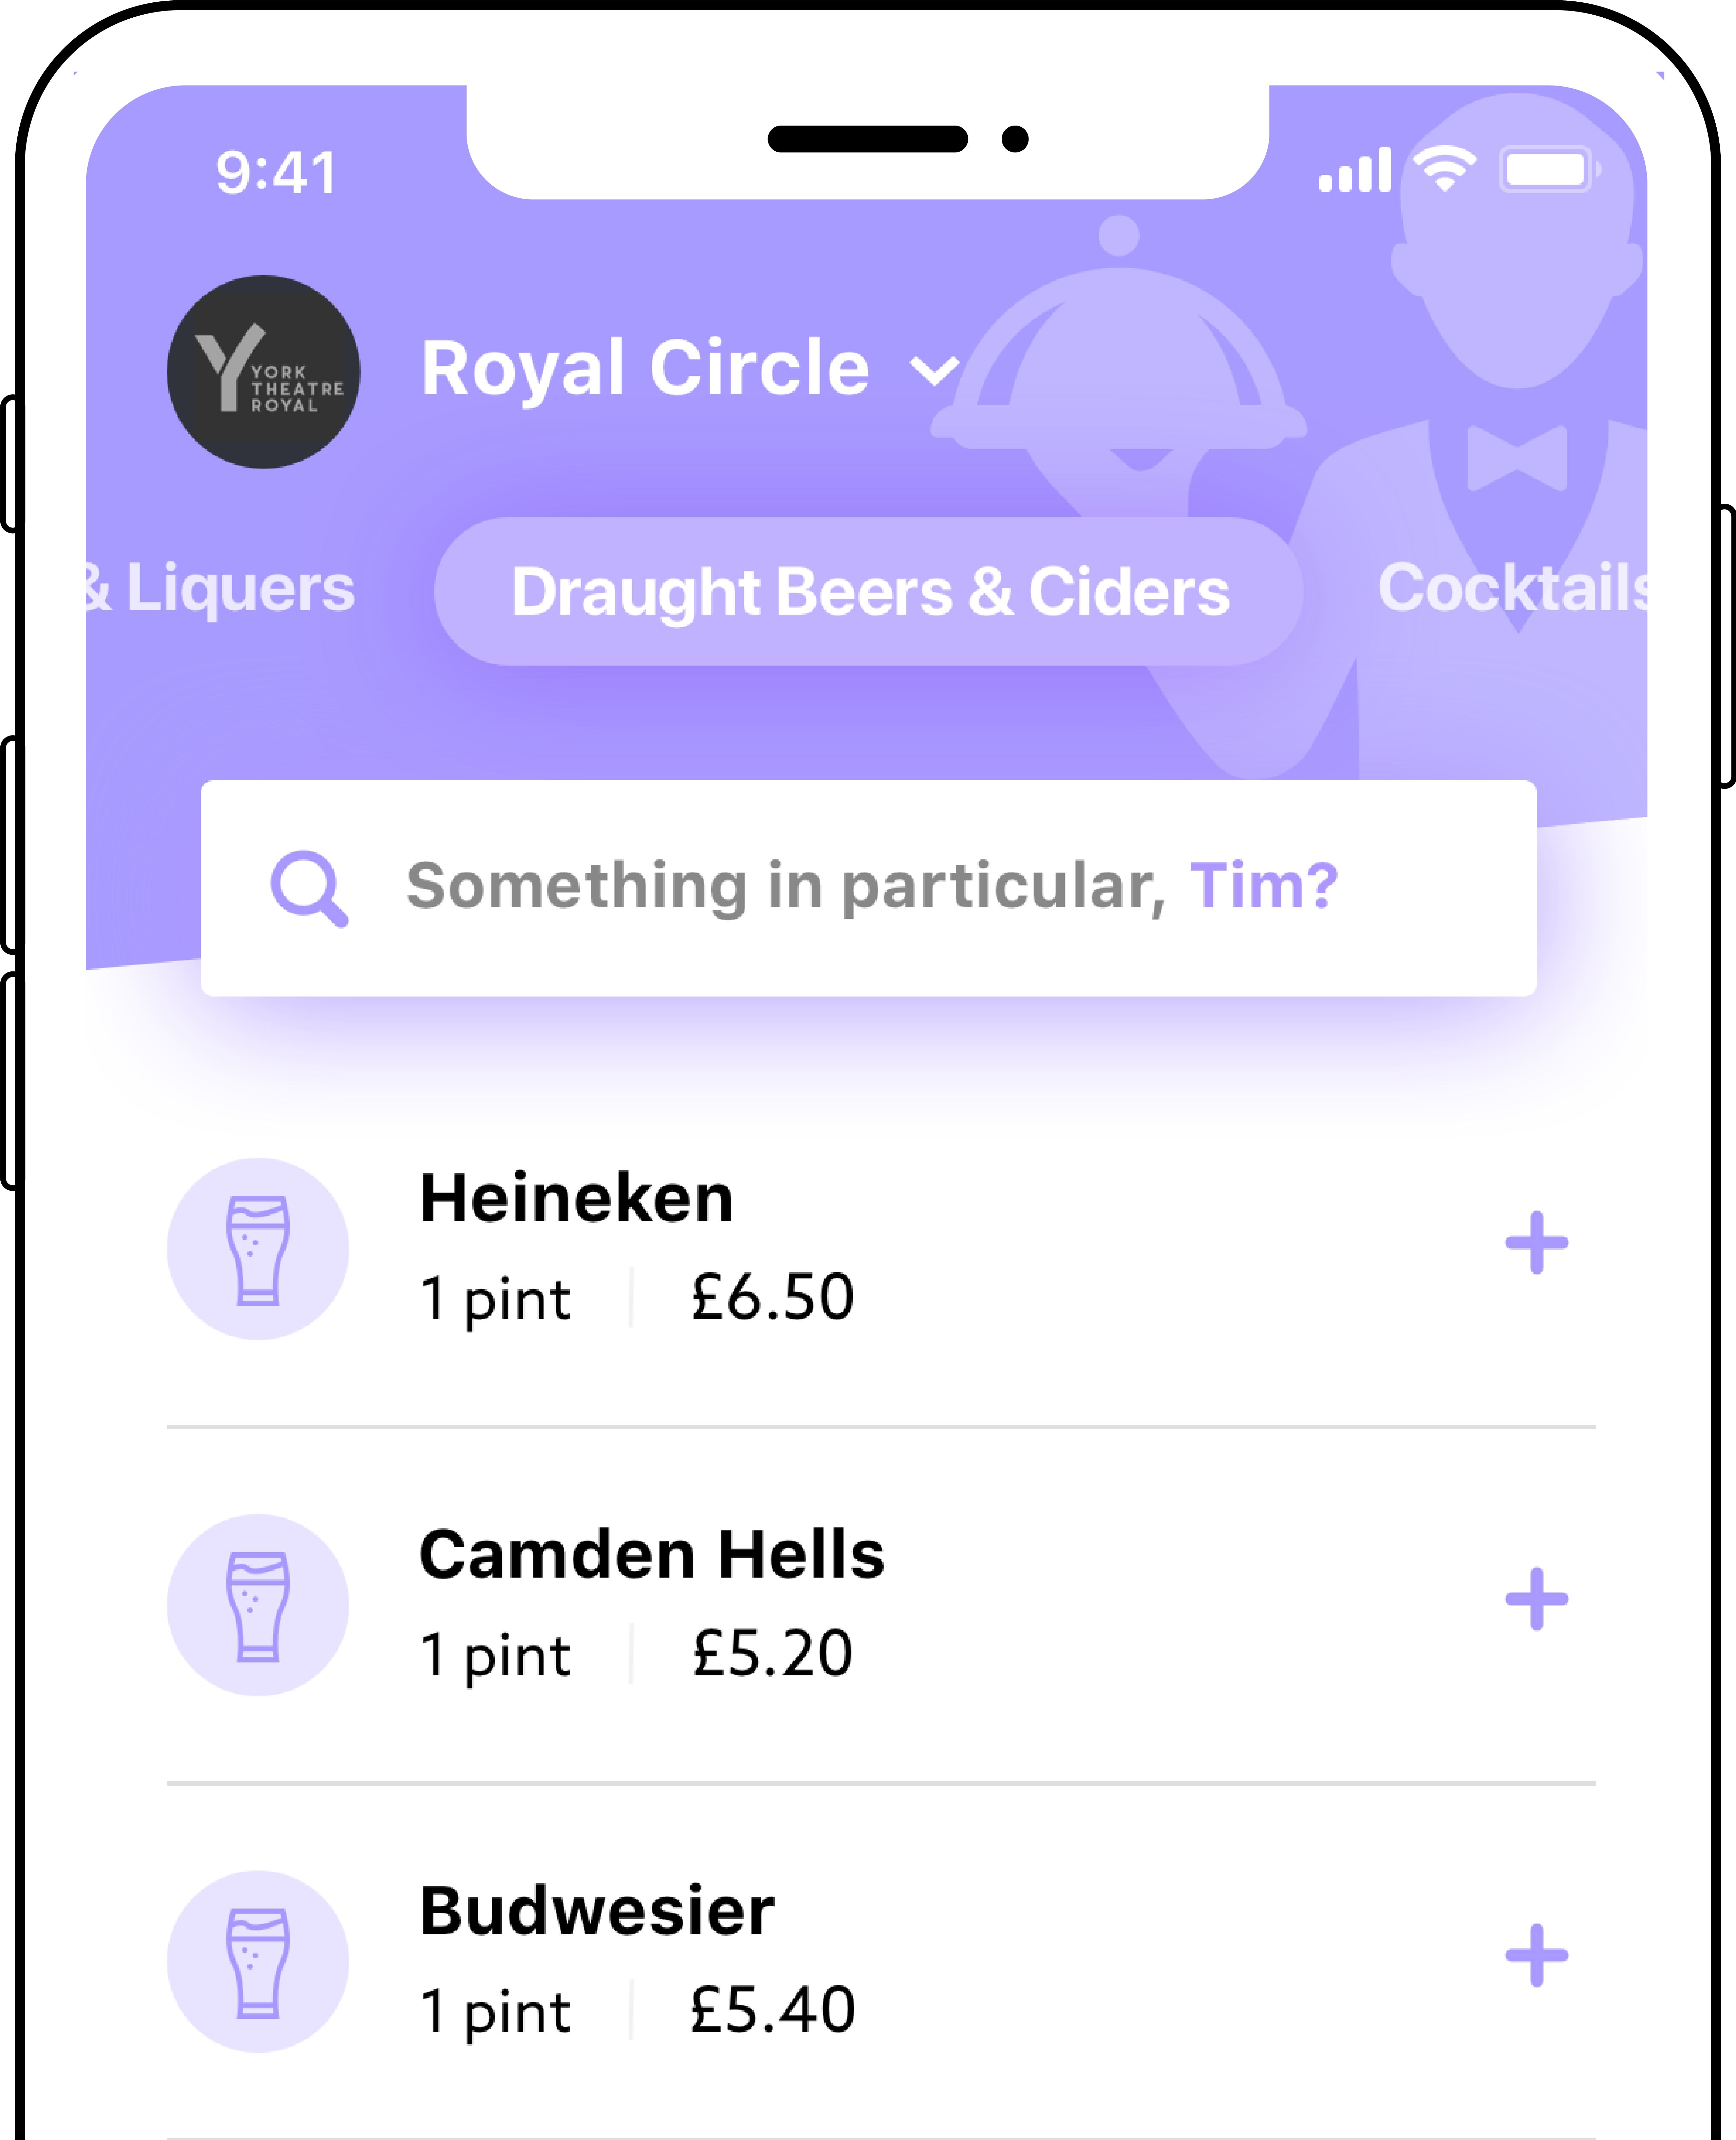 9:41
YORK
THEATRE
ROYAL
Royal Circle
& Liquers
Draught Beers & Ciders
Cocktails
Something in particular, Tim?
Heineken
1 pint
£6.50
Camden Hells
1 pint
£5.20
Budwesier
1 pint
£5.40